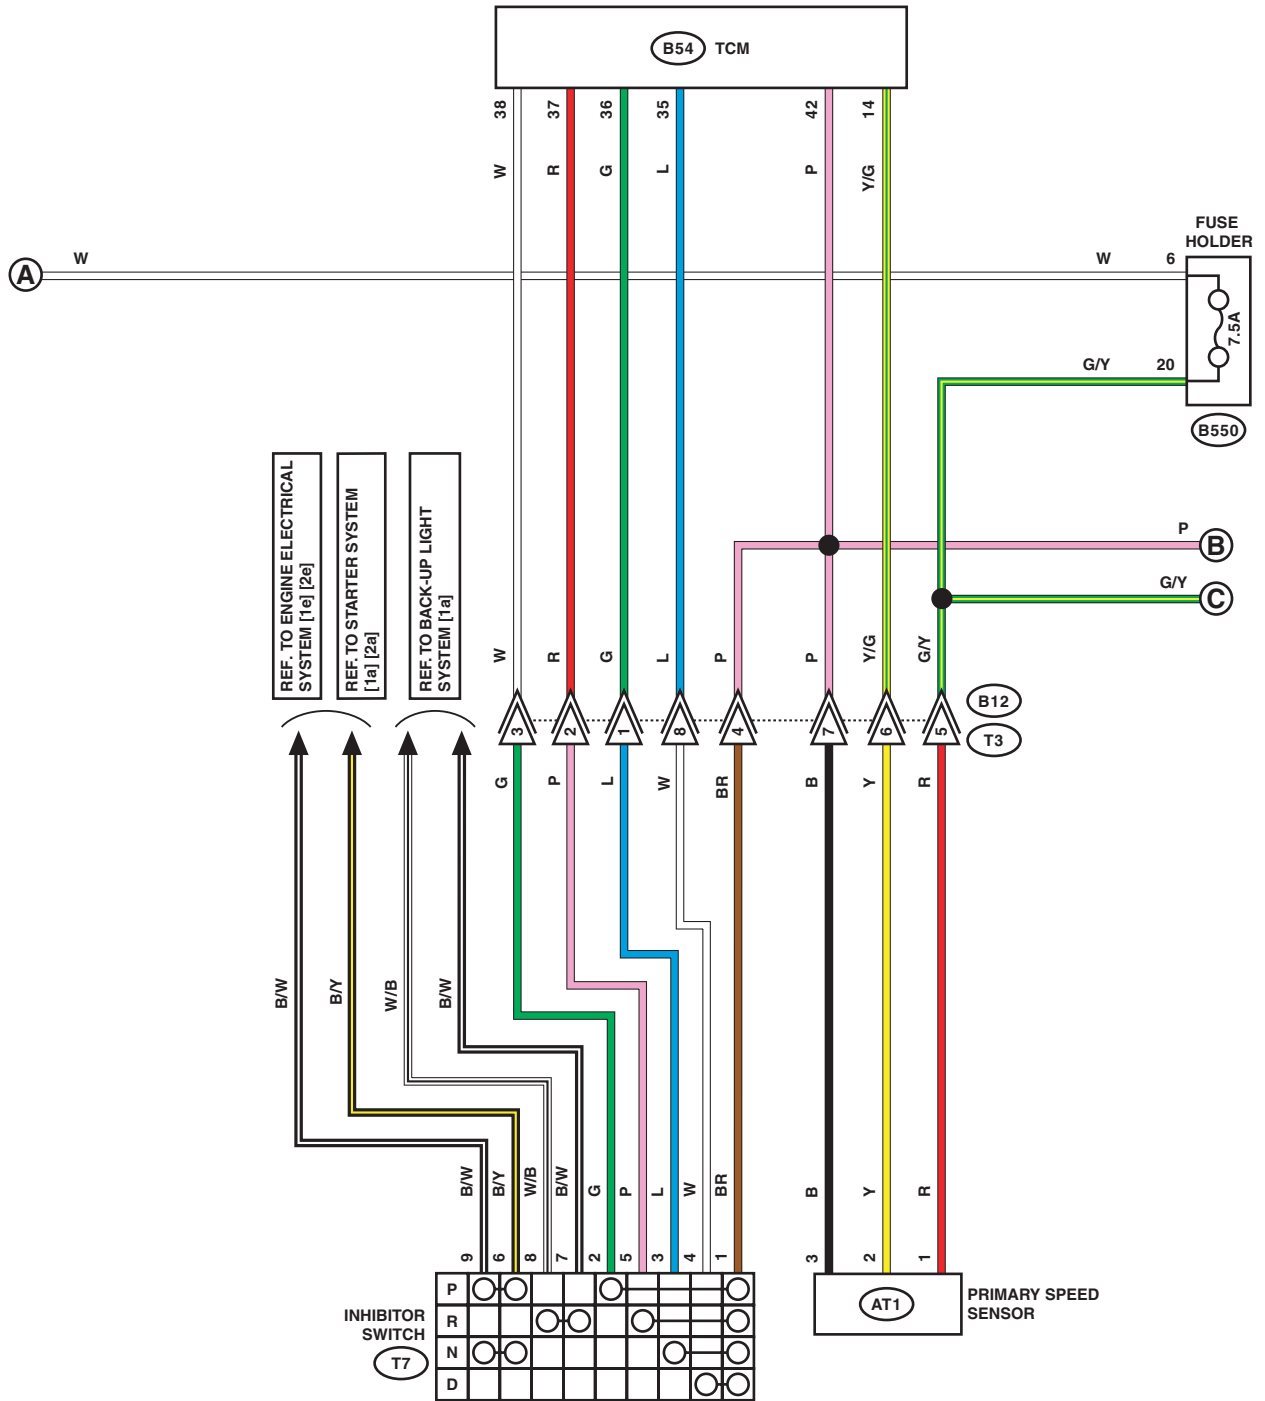 B54 TCM
38 37 36 35 42 14
W R G L P Y/G
FUSE
HOLDER
A W W 6
7.5A
G/Y 20
B550
REF. TO ENGINE ELECTRICAL
SYSTEM [1e] [2e]
REF. TO STARTER SYSTEM
[1a] [2a]
REF. TO BACK-UP LIGHT
SYSTEM [1a]
P B
G/Y C
W R G L P P Y/G G/Y
B12
3 2 1 8 4 7 6 5
T3
G P L W BR B Y R
B/W B/Y W/B B/W
B/W B/Y W/B B/W G P L W BR B Y R
9 6 8 7 2 5 3 4 1 3 2 1
P
R
N
D
INHIBITOR
SWITCH
T7
AT1
PRIMARY SPEED
SENSOR